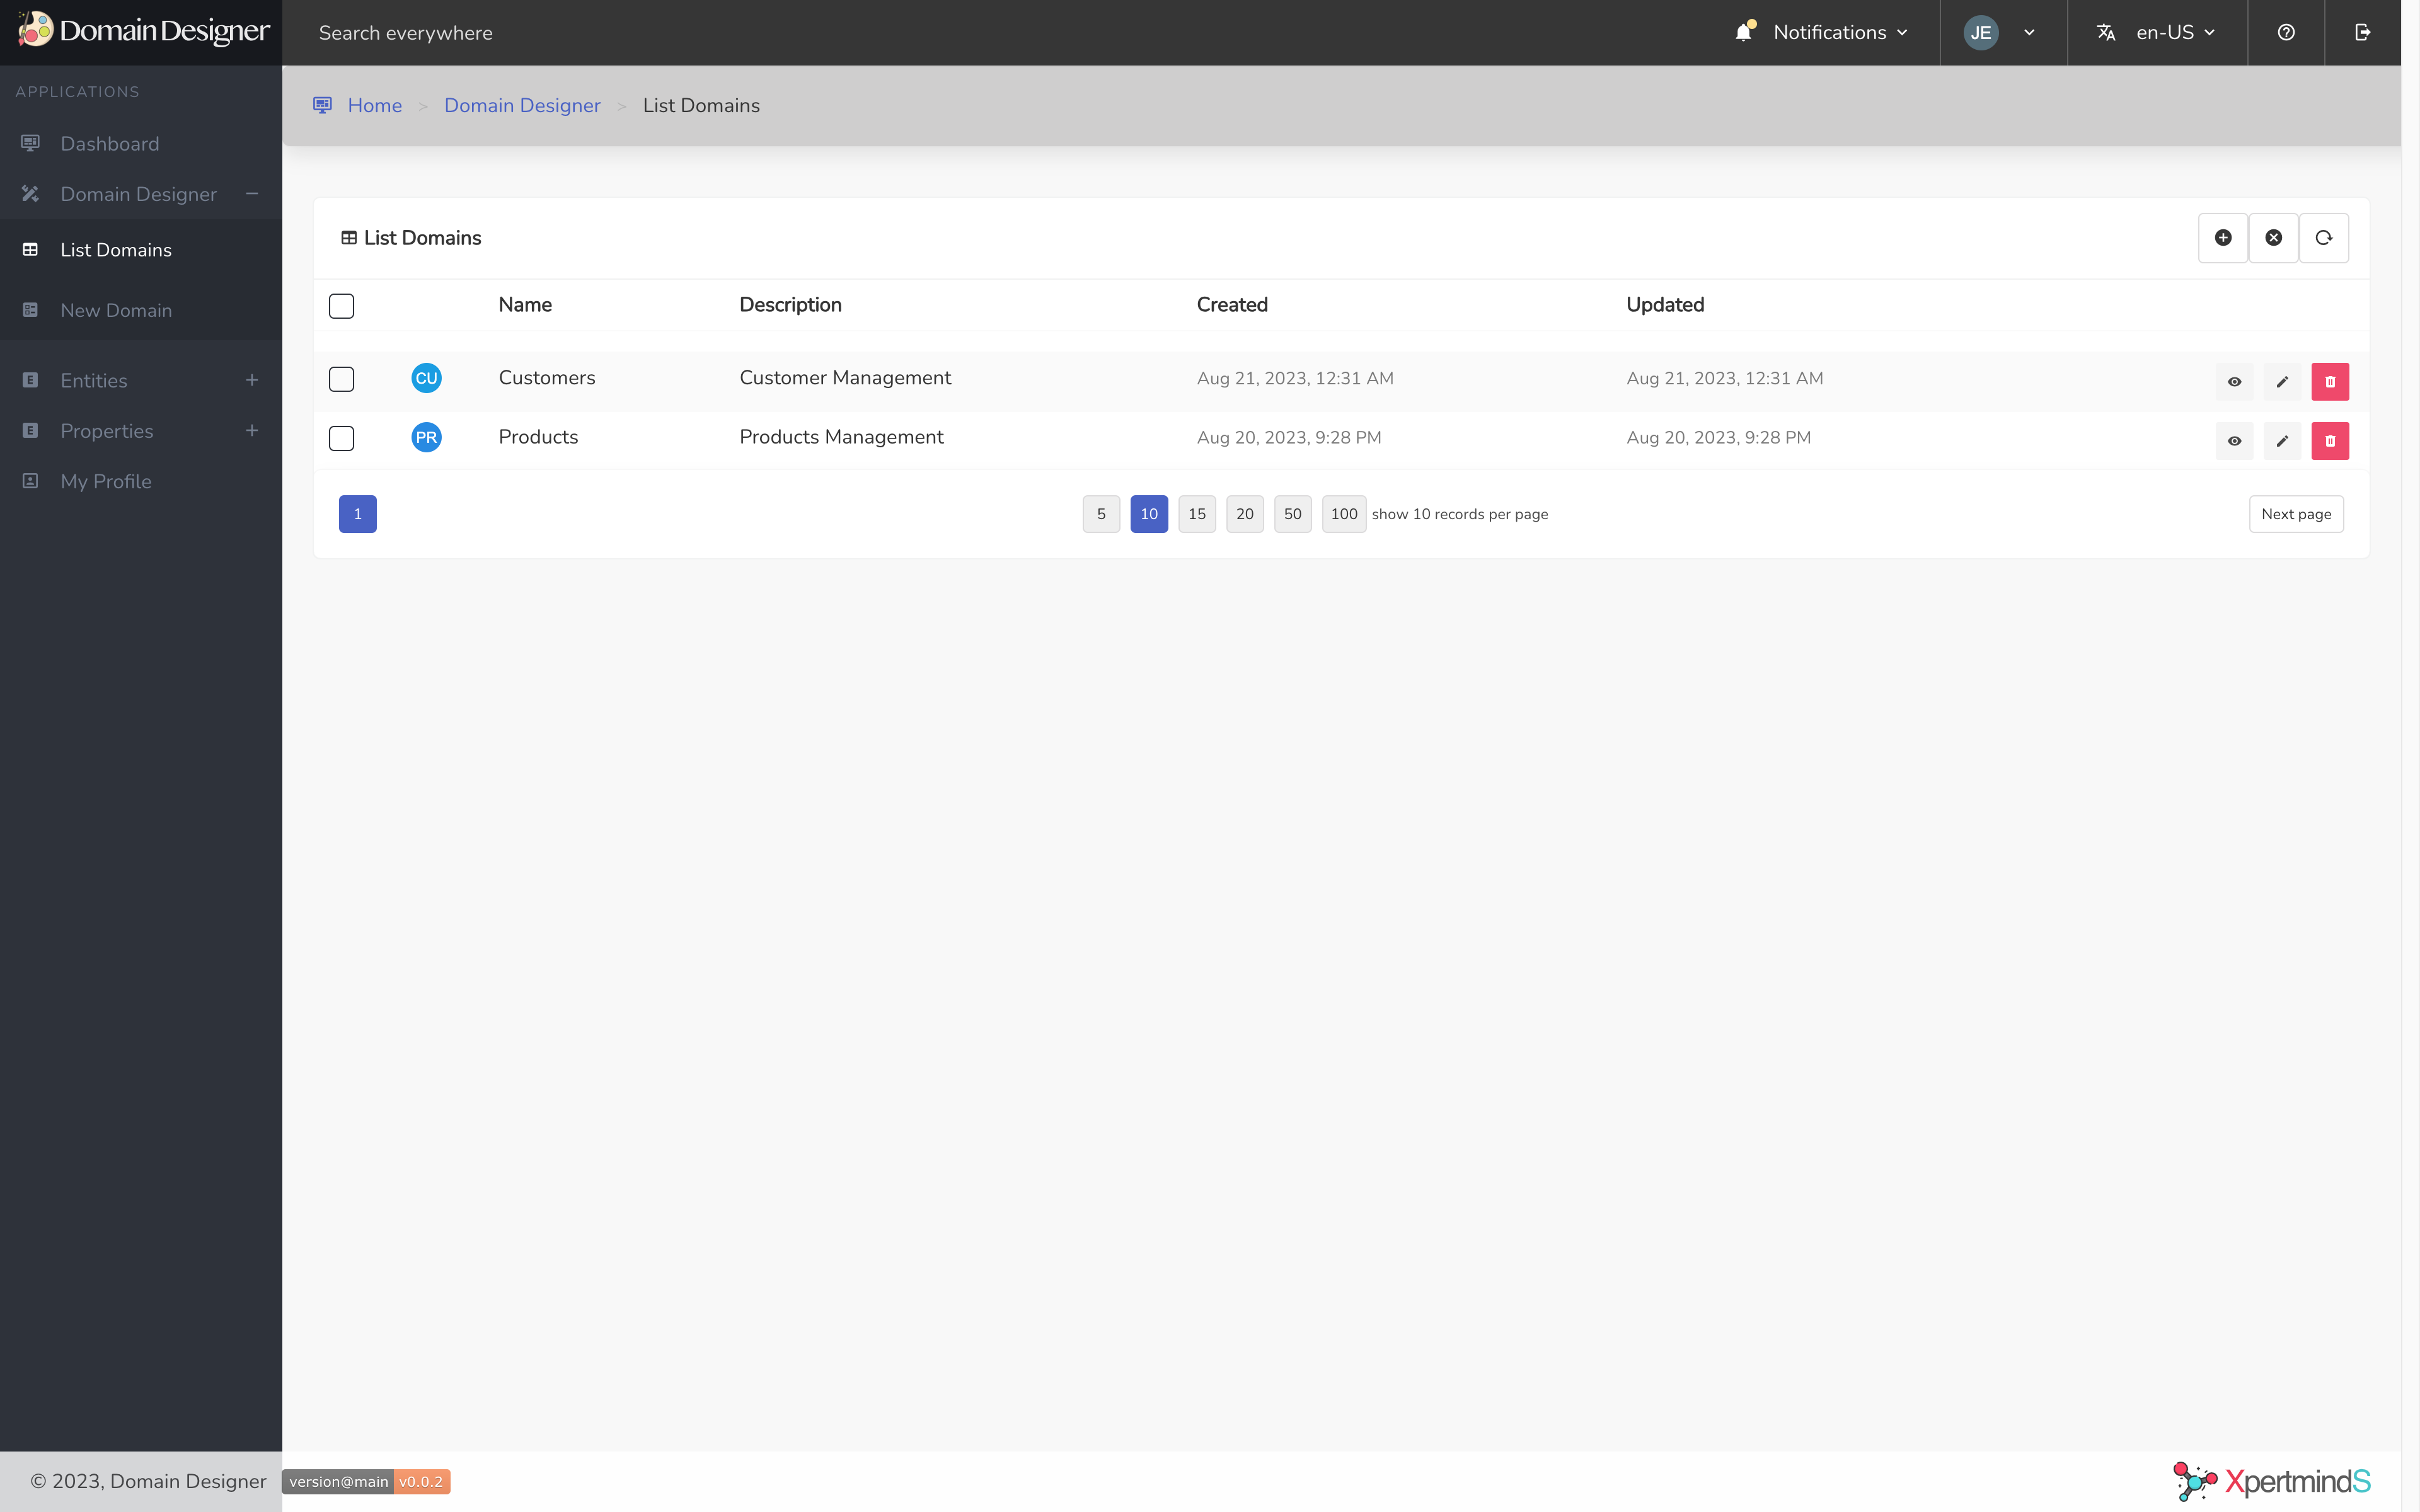 Domain Designer
Search everywhere
Notifications
JE
en-US
APPLICATIONS
Dashboard
Domain Designer
List Domains
New Domain
Entities
Properties
My Profile
Home > Domain Designer > List Domains
List Domains
Name Description Created Updated
CU Customers Customer Management Aug 21, 2023, 12:31 AM Aug 21, 2023, 12:31 AM
PR Products Products Management Aug 20, 2023, 9:28 PM Aug 20, 2023, 9:28 PM
1 5 10 15 20 50 100 show 10 records per page Next page
© 2023, Domain Designer version@main v0.0.2
XpertmindS